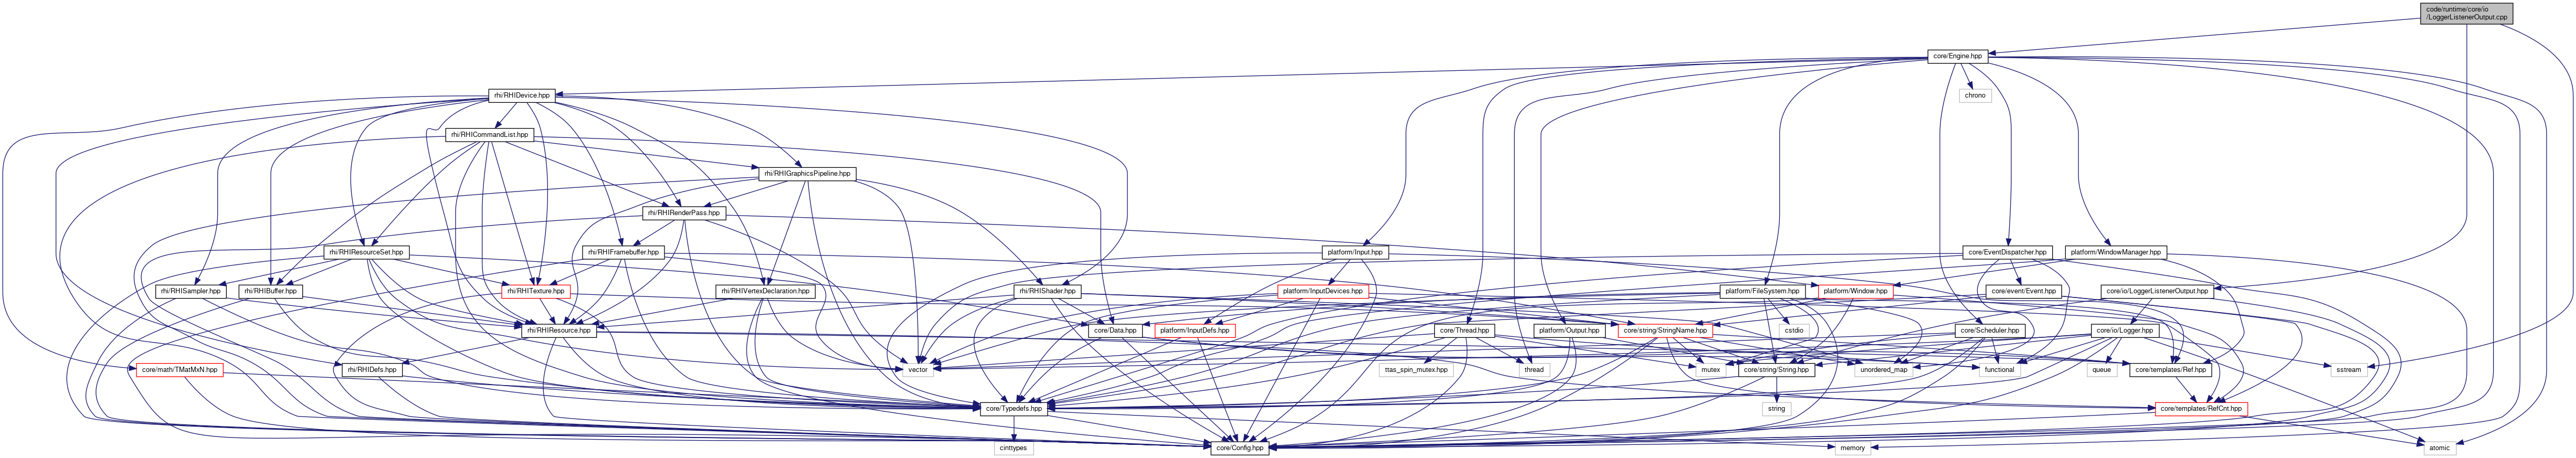 code/runtime/core/io
/LoggerListenerOutput.cpp
core/Engine.hpp
rhi/RHIDevice.hpp
chrono
rhi/RHICommandList.hpp
rhi/RHIGraphicsPipeline.hpp
rhi/RHIRenderPass.hpp
rhi/RHIResourceSet.hpp
rhi/RHIFramebuffer.hpp
platform/Input.hpp
core/EventDispatcher.hpp
platform/WindowManager.hpp
rhi/RHISampler.hpp
rhi/RHIBuffer.hpp
rhi/RHITexture.hpp
rhi/RHIVertexDeclaration.hpp
rhi/RHIShader.hpp
platform/InputDevices.hpp
platform/FileSystem.hpp
platform/Window.hpp
core/event/Event.hpp
core/io/LoggerListenerOutput.hpp
rhi/RHIResource.hpp
core/Data.hpp
platform/InputDefs.hpp
core/Thread.hpp
platform/Output.hpp
core/string/StringName.hpp
cstdio
core/Scheduler.hpp
core/io/Logger.hpp
core/math/TMatMxN.hpp
rhi/RHIDefs.hpp
vector
ttas_spin_mutex.hpp
thread
mutex
core/string/String.hpp
unordered_map
functional
queue
core/templates/Ref.hpp
sstream
core/Typedefs.hpp
string
core/templates/RefCnt.hpp
cinttypes
core/Config.hpp
memory
atomic